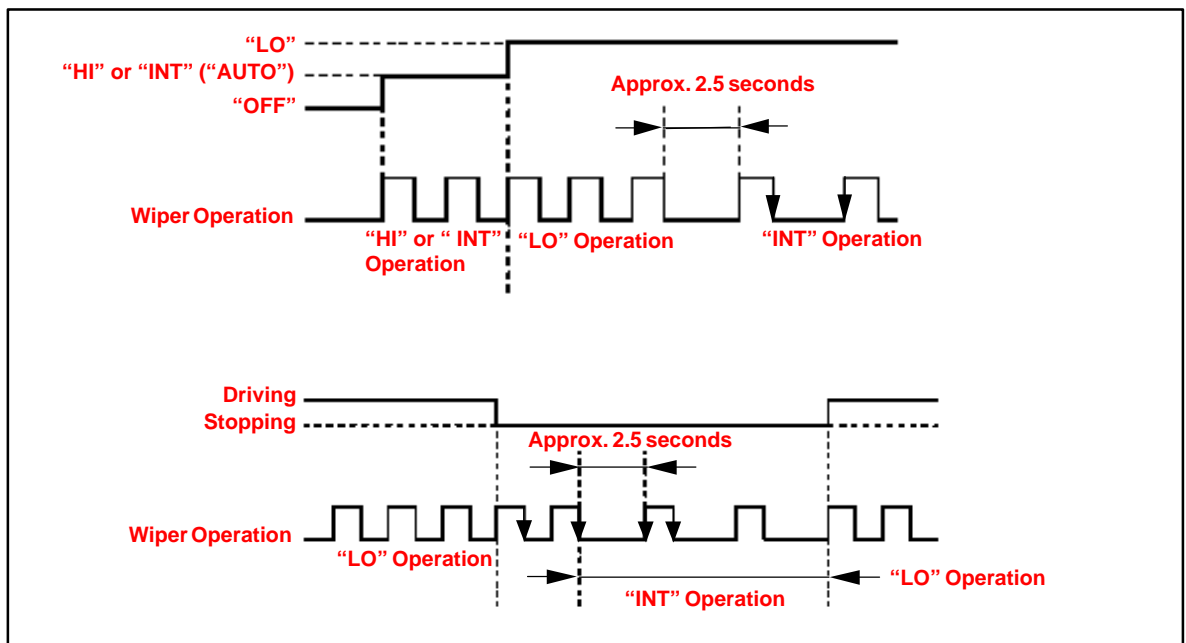 “LO”
“HI” or “INT” (“AUTO”)
“OFF”
Approx. 2.5 seconds
Wiper Operation
“HI” or “ INT”
Operation
“LO” Operation
“INT” Operation
Driving
Stopping
Approx. 2.5 seconds
Wiper Operation
“LO” Operation
“INT” Operation
“LO” Operation